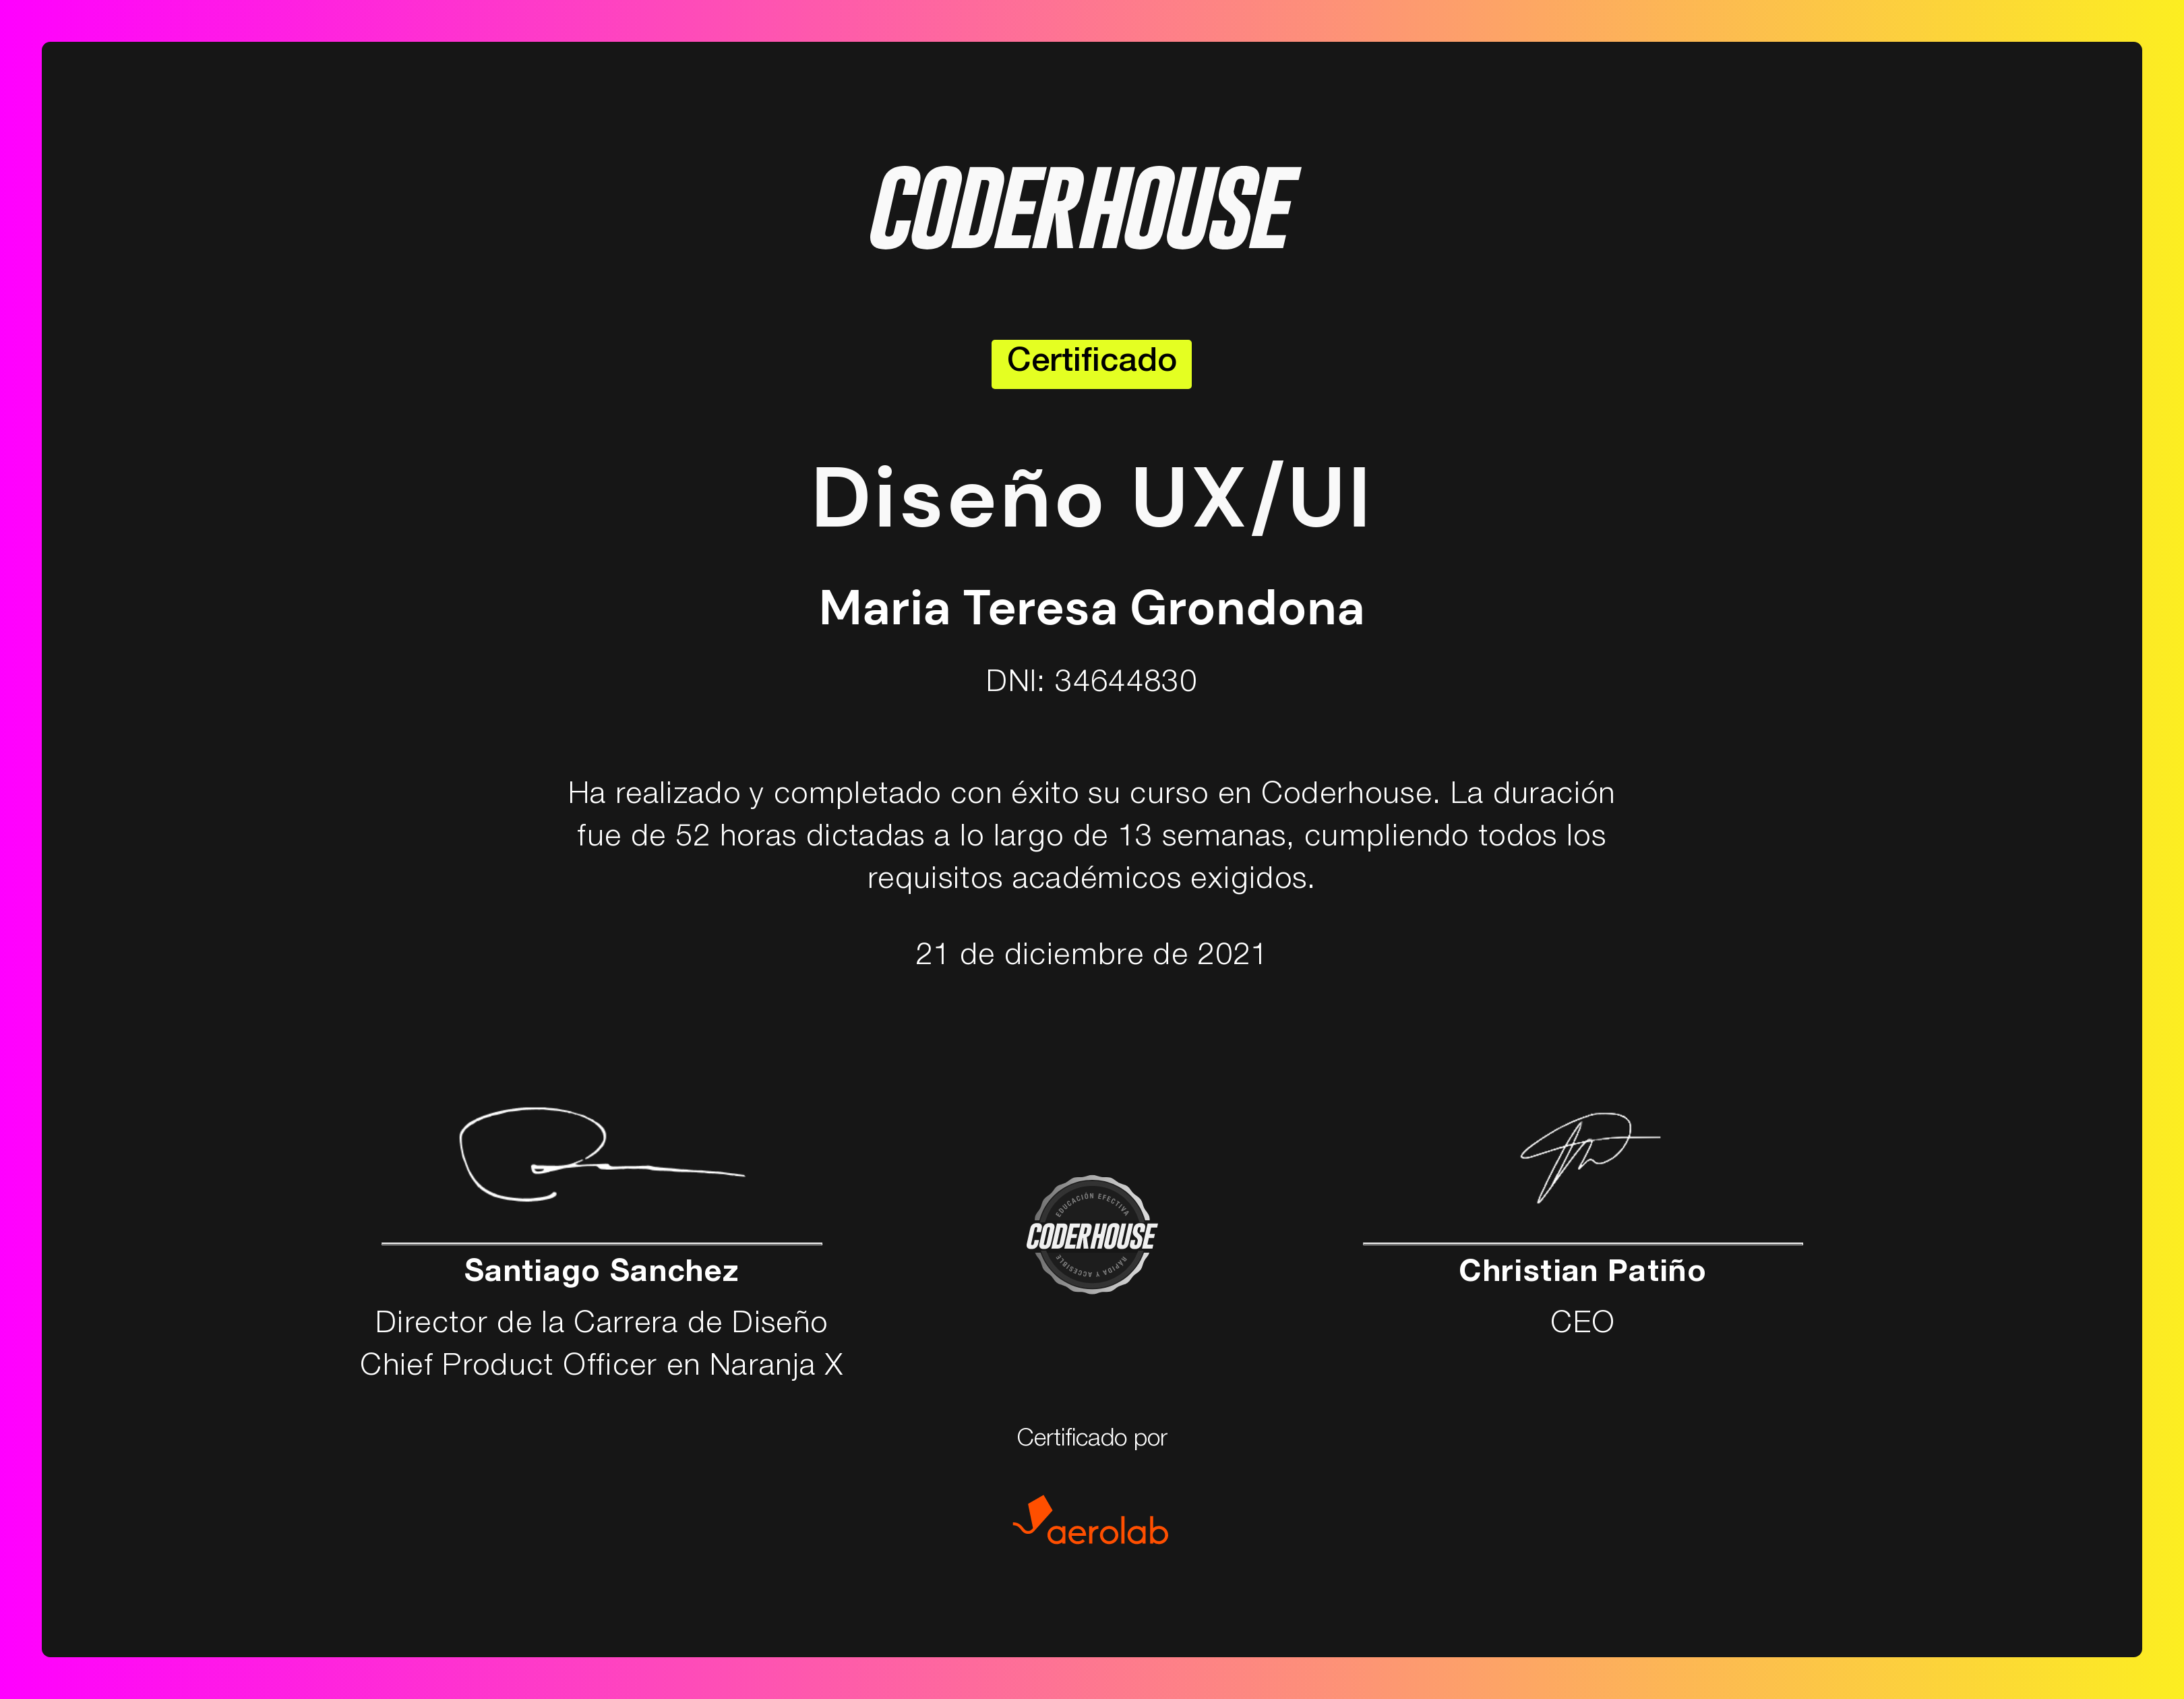 CODERHOUSE
Certificado
Diseño UX/UI
Maria Teresa Grondona
DNI: 34644830
Ha realizado y completado con éxito su curso en Coderhouse. La duración
fue de 52 horas dictadas a lo largo de 13 semanas, cumpliendo todos los
requisitos académicos exigidos.
21 de diciembre de 2021
Santiago Sanchez
Director de la Carrera de Diseño
Chief Product Officer en Naranja X
EDUCACIÓN EFECTIVA
CODERHOUSE
RÁPIDA Y ACCESIBLE
Christian Patiño
CEO
Certificado por
aerolab